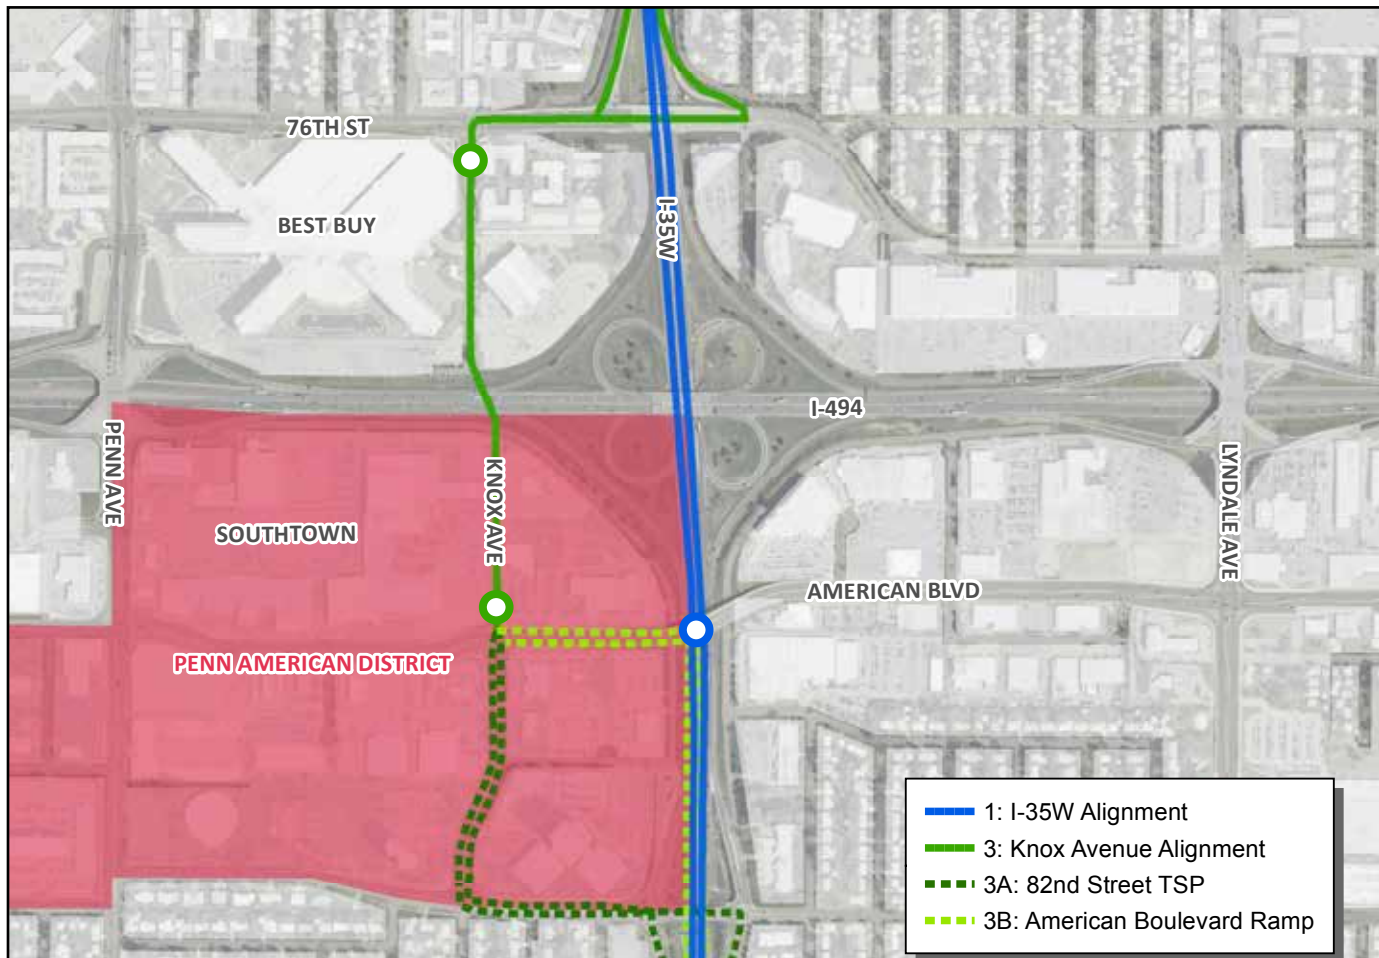 76TH ST
BEST BUY
I-35W
I-494
PENN AVE
KNOX AVE
LYNDALE AVE
SOUTHTOWN
AMERICAN BLVD
PENN AMERICAN DISTRICT
1: I-35W Alignment
3: Knox Avenue Alignment
3A: 82nd Street TSP
3B: American Boulevard Ramp